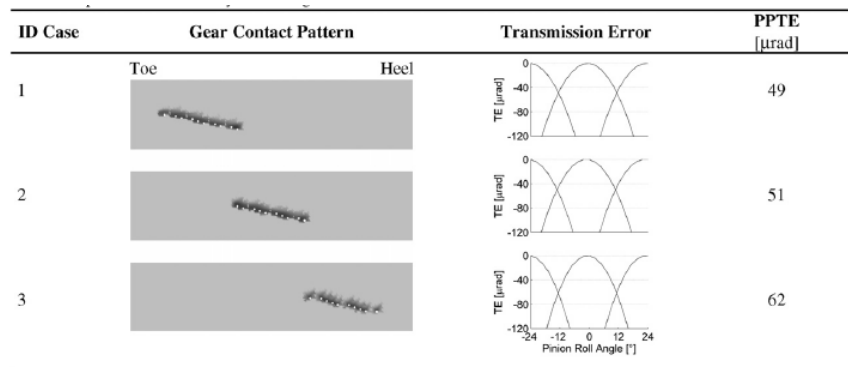 ID Case Gear Contact Pattern Transmission Error PPTE
[μrad]
Toe Heel
1
0
-40
-80
-120
TE [μrad]
49
2
0
-40
-80
-120
TE [μrad]
51
3
0
-40
-80
-120
TE [μrad]
62
-24 -12 0 12 24
Pinion Roll Angle [°]